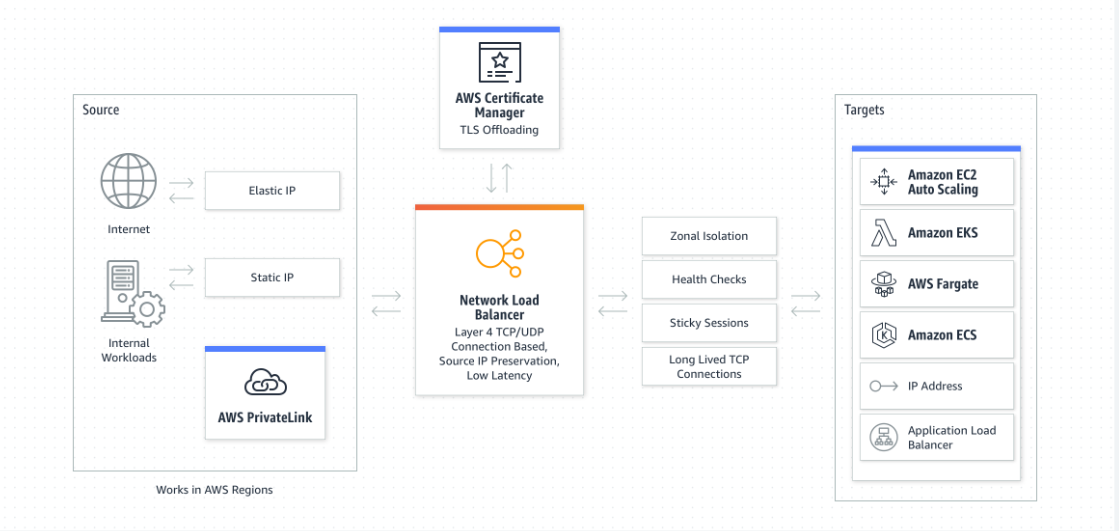 Source
Internet
Elastic IP
Internal
Workloads
Static IP
AWS PrivateLink
Works in AWS Regions
AWS Certificate
Manager
TLS Offloading
Network Load
Balancer
Layer 4 TCP/UDP
Connection Based,
Source IP Preservation,
Low Latency
Zonal Isolation
Health Checks
Sticky Sessions
Long Lived TCP
Connections
Targets
Amazon EC2
Auto Scaling
Amazon EKS
AWS Fargate
Amazon ECS
IP Address
Application Load
Balancer